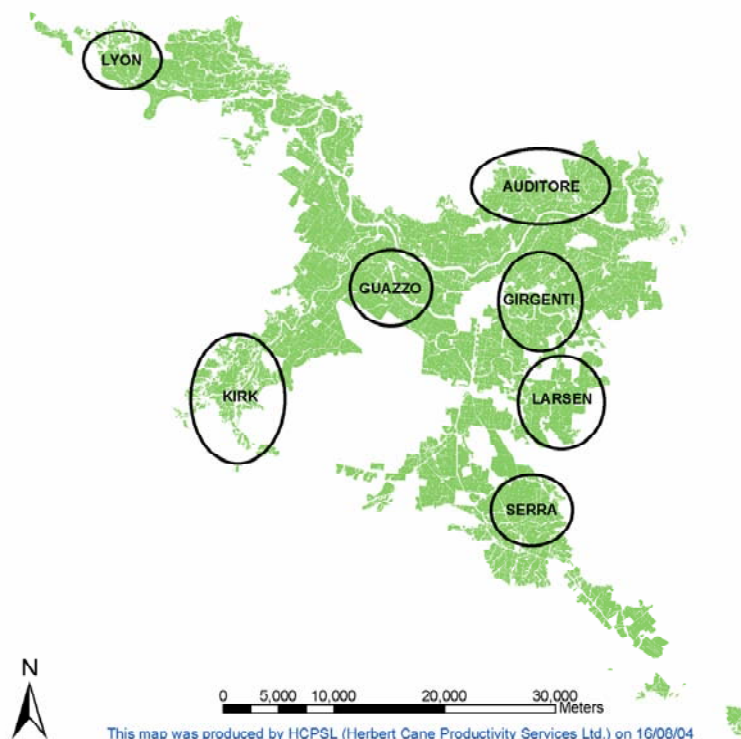 LYON
AUDITORE
GUAZZO
GIRGENTI
KIRK
LARSEN
SERRA
N
0 5,000 10,000 20,000 30,000
Meters
This map was produced by HCPSL (Herbert Cane Productivity Services Ltd.) on 16/08/04